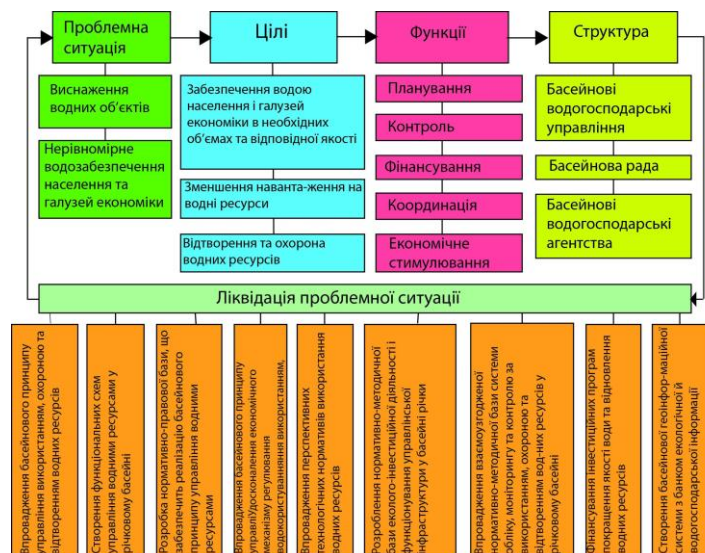 Проблемна
ситуація
Виснаження
водних об’єктів
Нерівномірне
водозабезпечення
населення та
галузей економіки
Цілі
Забезпечення водою
населення і галузей
економіки в необхідних
об’ємах та відповідної якості
Зменшення наванта-ження на
водні ресурси
Відтворення та охорона
водних ресурсів
Функції
Планування
Контроль
Фінансування
Координація
Економічне
стимулювання
Структура
Басейнові
водогосподарські
управління
Басейнова рада
Басейнові
водогосподарські
агентства
Ліквідація проблемної ситуації
Впровадження басейнового принципу
управління використанням, охороною та
відтворенням водних ресурсів
Створення функціональних схем
управління водними ресурсами у
річковому басейні
Розробка нормативно-правової бази, що
забезпечить реалізацію басейнового
принципу управління водними
ресурсами
Впровадження басейнового принципу
управлі/досконалення економічного
механізму регулювання
водокористуванняння використанням,
Впровадження перспективних
технологічних нормативів використання
водних ресурсів
Розроблення нормативно-методичної
бази еколого-інвестиційної діяльності і
функціонування управлінської
інфраструктури у басейні річки
Впровадження взаємоузгодженої
нормативно-методичної бази системи
обліку, моніторингу та контролю за
використанням, охороною та
відтворенням вод-них ресурсів у
річковому басейні
Фінансування інвестиційних програм
покращення якості води та відновлення
водних ресурсів
Створення басейнової геоінфор-маційної
системи з банком екологічної й
водогосподарської інформації